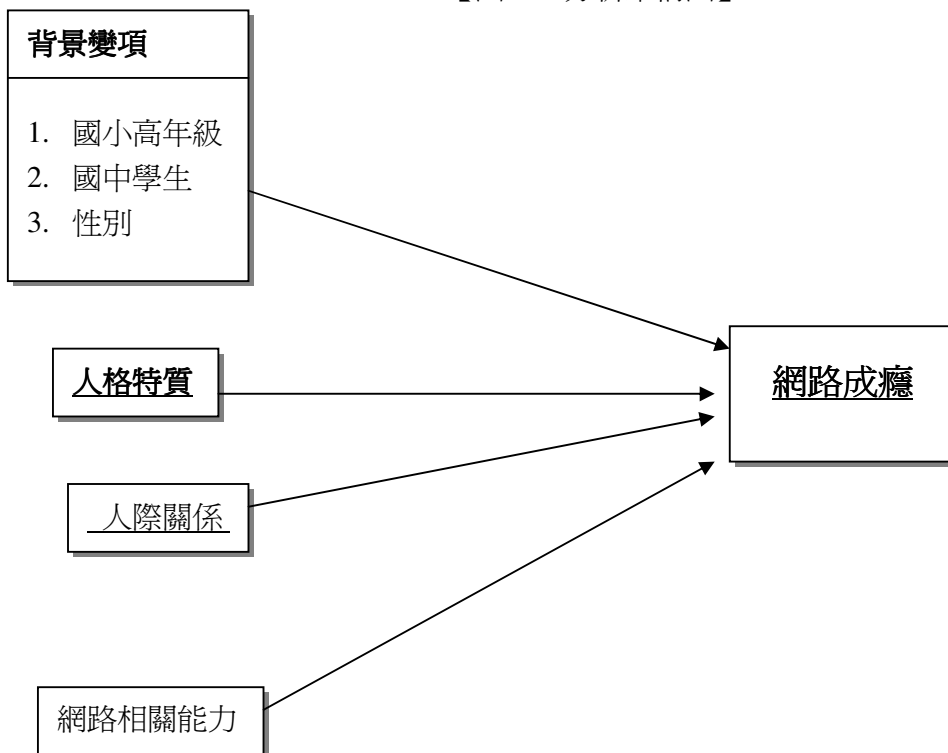 背景變項
1. 國小高年級
2. 國中學生
3. 性別
人格特質
網路成癮
人際關係
網路相關能力